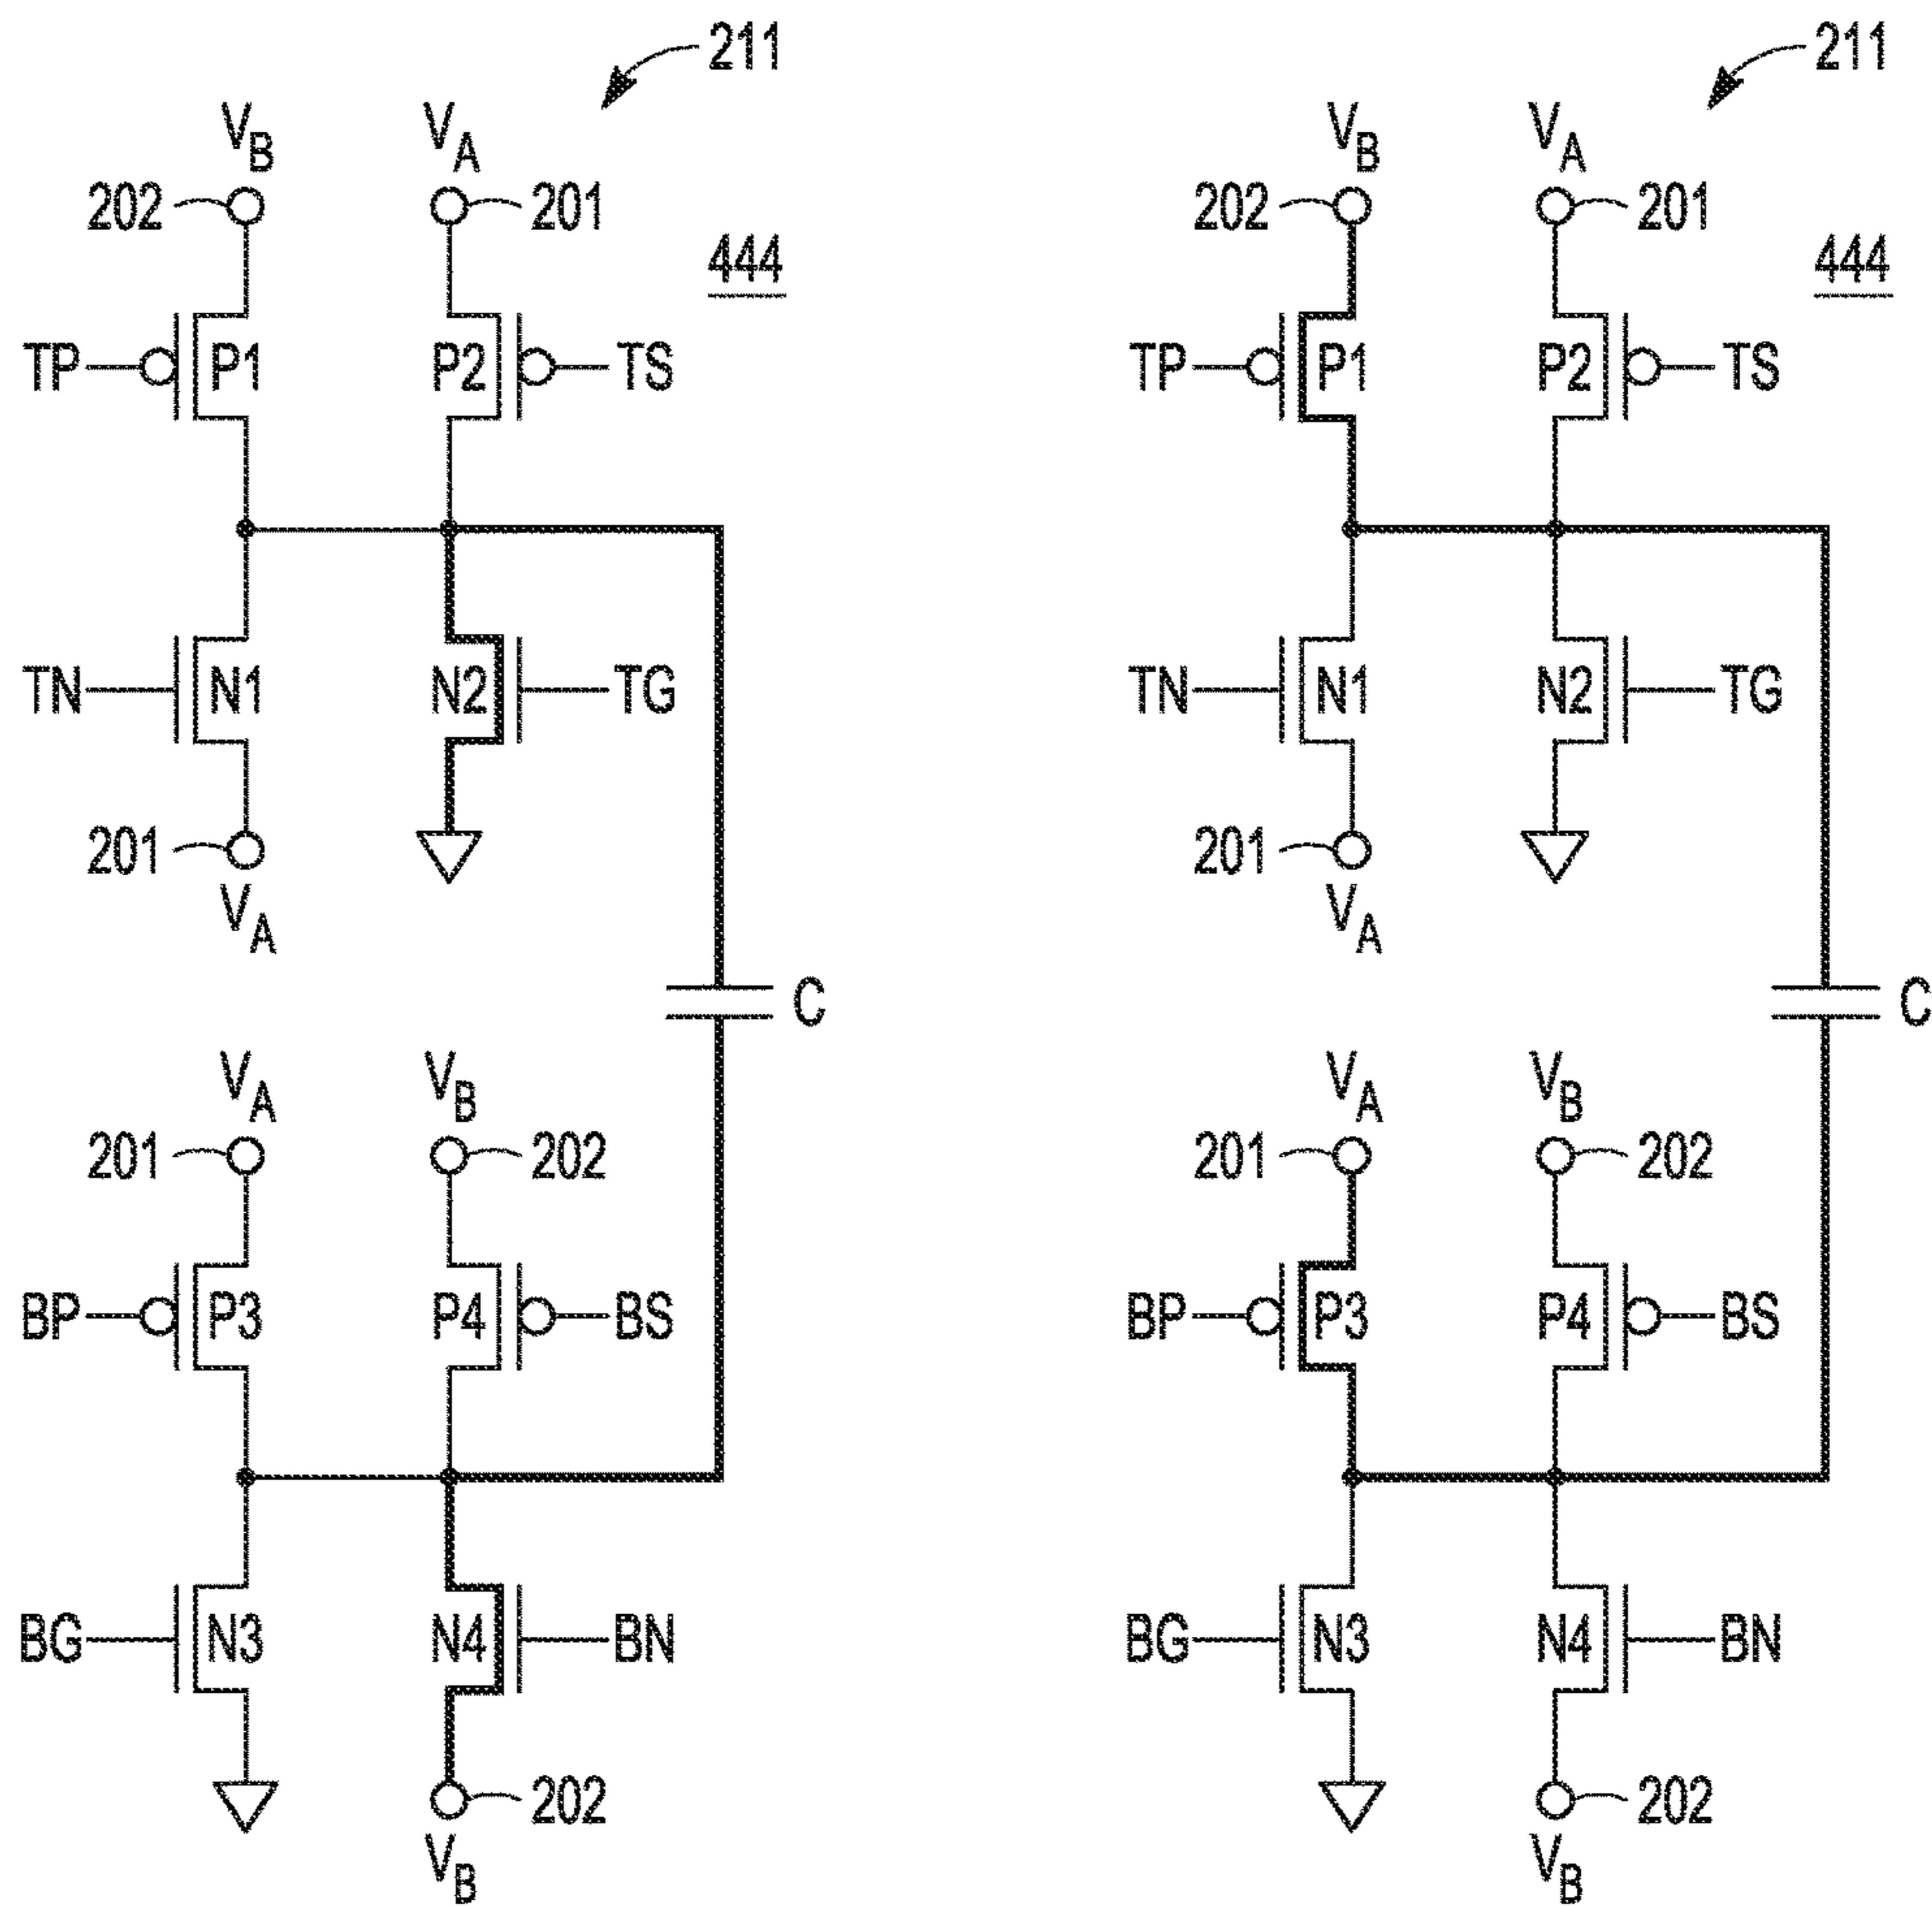 211
V_B V_A
202 201
444
TP P1 P2 TS
TN N1 N2 TG
201
V_A
C
V_A V_B
201 202
BP P3 P4 BS
BG N3 N4 BN
202
V_B
211
V_B V_A
202 201
444
TP P1 P2 TS
TN N1 N2 TG
201
V_A
C
V_A V_B
201 202
BP P3 P4 BS
BG N3 N4 BN
202
V_B